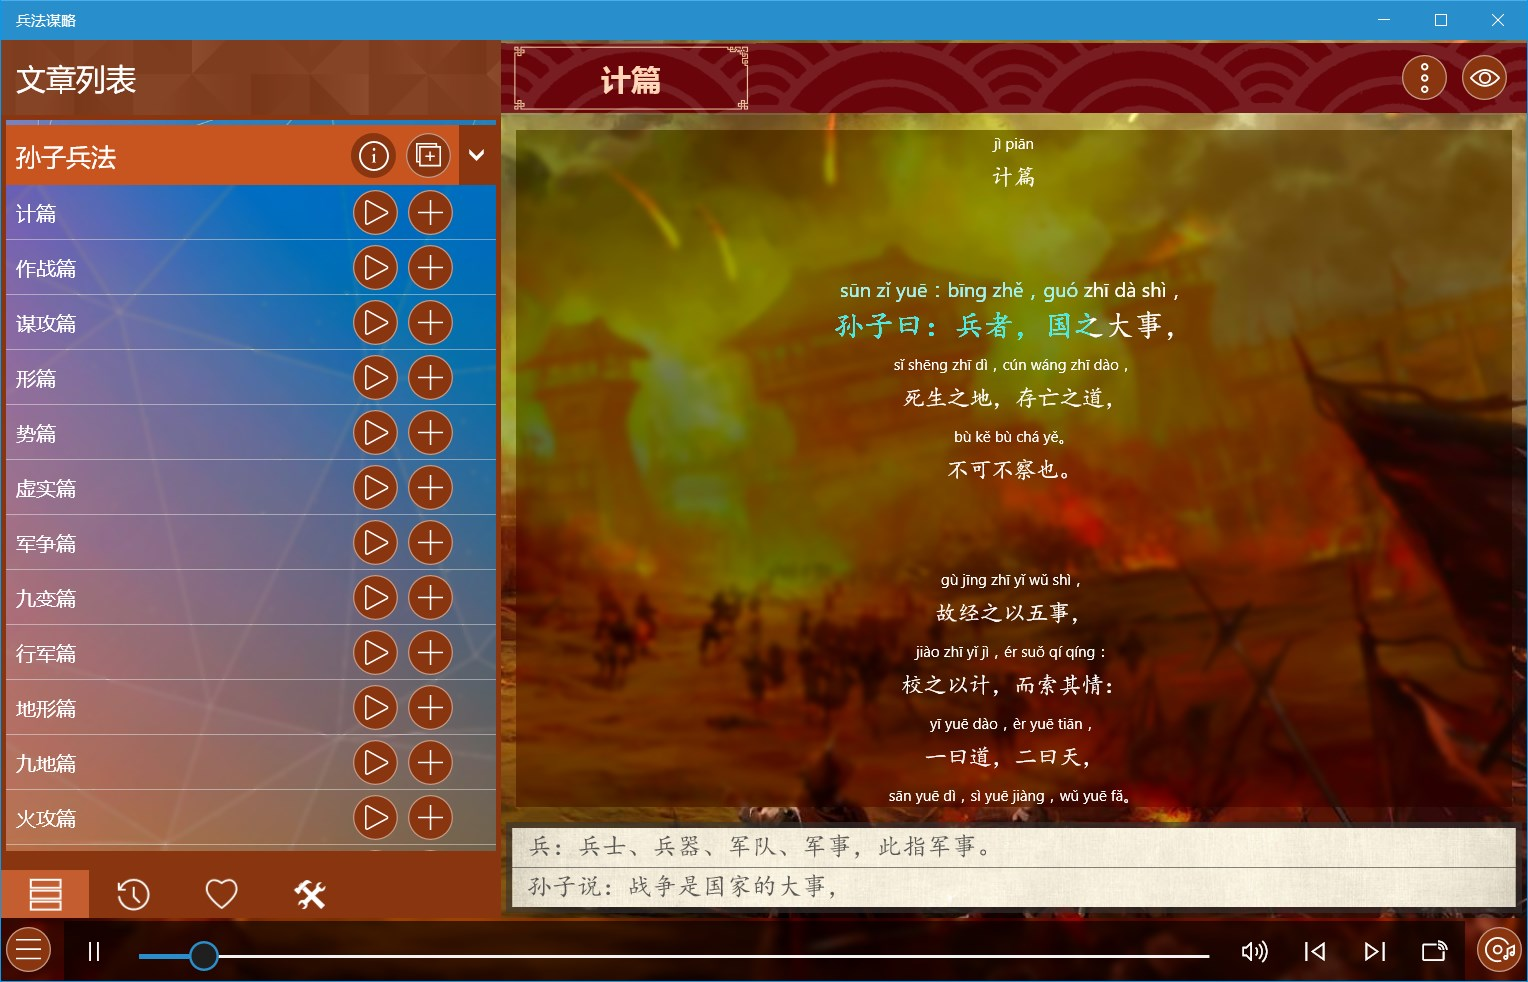 兵法谋略
文章列表
孙子兵法
计篇
作战篇
谋攻篇
形篇
势篇
虚实篇
军争篇
九变篇
行军篇
地形篇
九地篇
火攻篇
计篇
jì piān
计篇
sūn zǐ yuē：bīng zhě，guó zhī dà shì，
孙子曰：兵者，国之大事，
sǐ shēng zhī dì，cún wáng zhī dào，
死生之地，存亡之道，
bù kě bù chá yě。
不可不察也。
gù jīng zhī yǐ wǔ shì，
故经之以五事，
jiào zhī yǐ jì，ér suǒ qí qíng：
校之以计，而索其情：
yī yuē dào，èr yuē tiān，
一曰道，二曰天，
sān yuē dì，sì yuē jiàng，wǔ yuē fǎ。
兵：兵士、兵器、军队、军事，此指军事。
孙子说：战争是国家的大事，